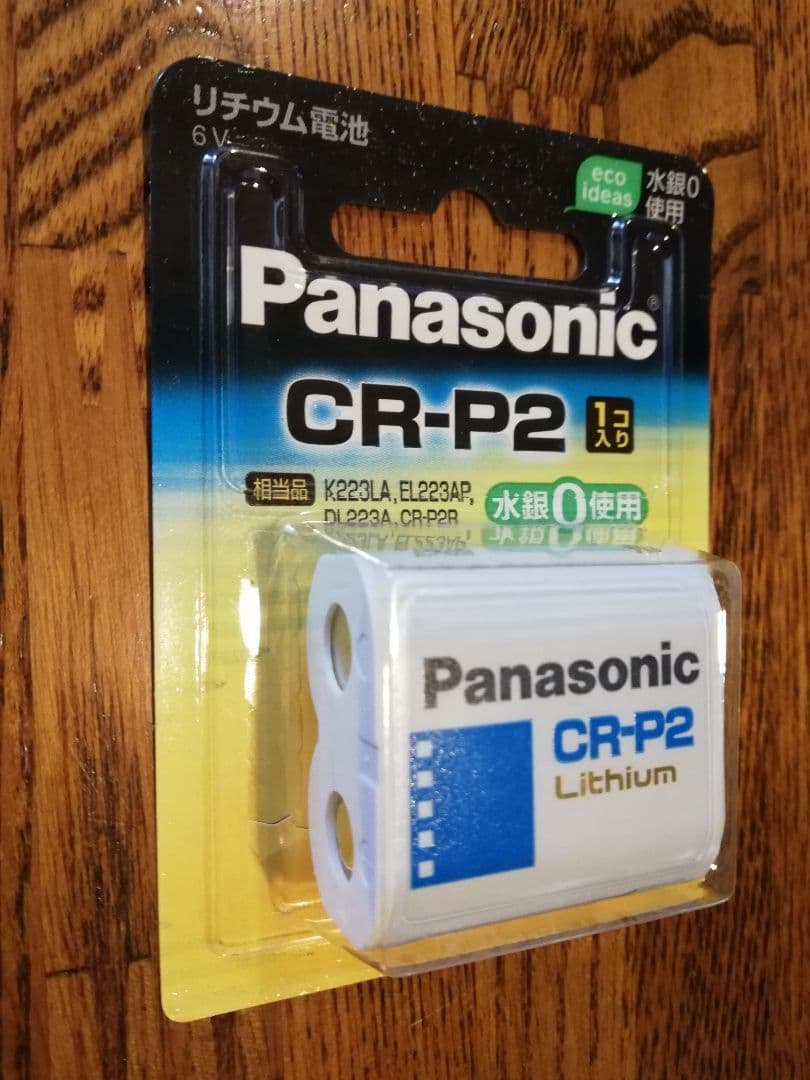 リチウム電池
6V
eco
ideas
水銀0
使用
Panasonic®
CR-P2
1コ
入り
相当品
K223LA, EL223AP,
DL223A, CR-P2R
水銀0使用
Panasonic
CR-P2
Lithium